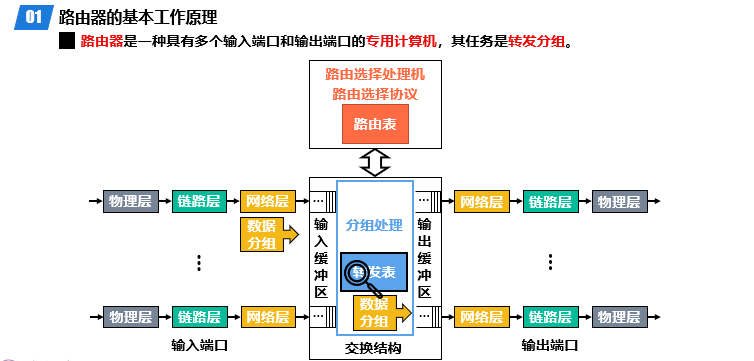 01 路由器的基本工作原理
路由器是一种具有多个输入端口和输出端口的专用计算机，其任务是转发分组。
路由选择处理机
路由选择协议
路由表
物理层 链路层 网络层 … … 网络层 链路层 物理层
数据分组
输入缓冲区
分组处理
转发表
输出缓冲区
数据分组
物理层 链路层 网络层 … … 网络层 链路层 物理层
输入端口 交换结构 输出端口